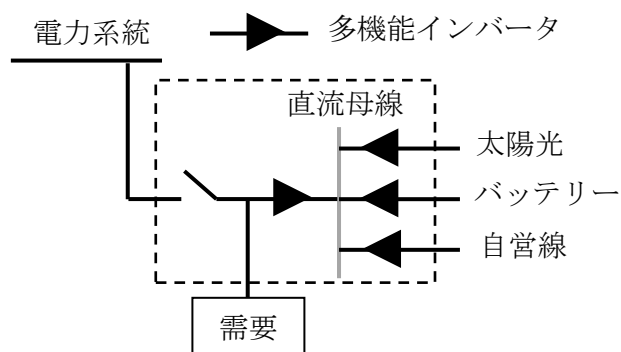 電力系統
多機能インバータ
直流母線
太陽光
バッテリー
自営線
需要